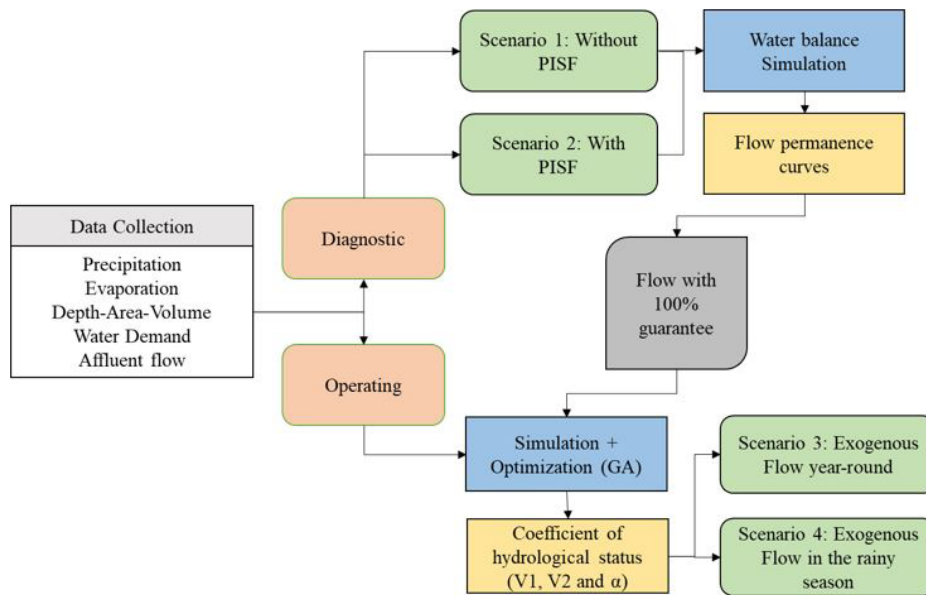 Data Collection
Precipitation
Evaporation
Depth-Area-Volume
Water Demand
Affluent flow
Diagnostic
Operating
Scenario 1: Without
PISF
Scenario 2: With
PISF
Water balance
Simulation
Flow permanence
curves
Flow with
100%
guarantee
Simulation +
Optimization (GA)
Coefficient of
hydrological status
(V1, V2 and α)
Scenario 3: Exogenous
Flow year-round
Scenario 4: Exogenous
Flow in the rainy
season